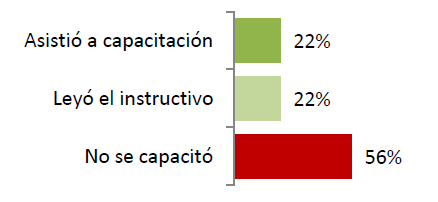 Asistió a capacitación 22%
Leyó el instructivo 22%
No se capacitó 56%